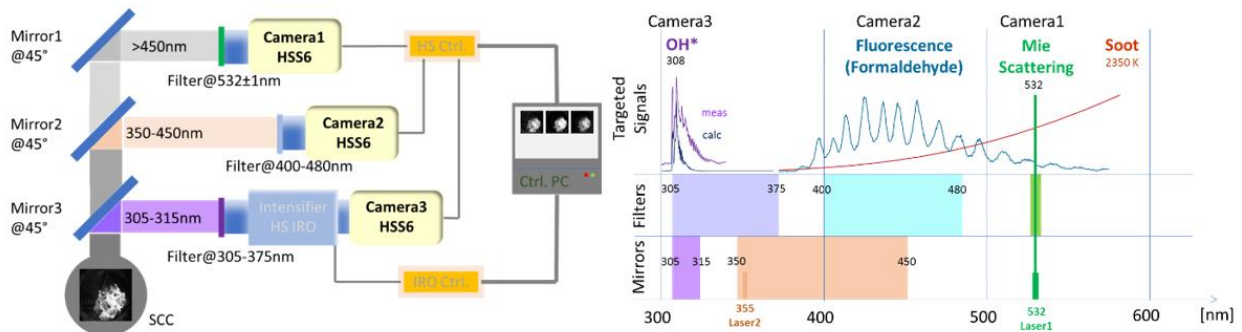 Mirror1
@45°
>450nm
Camera1
HSS6
Filter@532±1nm
HS Ctrl.
Mirror2
@45°
350-450nm
Camera2
HSS6
Filter@400-480nm
Ctrl. PC
Mirror3
@45°
305-315nm
Intensifier
HS IRO
Camera3
HSS6
Filter@305-375nm
IRO Ctrl.
SCC
Camera3
Camera2
Camera1
OH*
308
Fluorescence
(Formaldehyde)
Mie
Scattering
532
Soot
2350 K
Targeted
Signals
meas
calc
Filters
305
375
400
480
Mirrors
305
315
350
450
355
Laser2
532
Laser1
300
400
500
600
[nm]